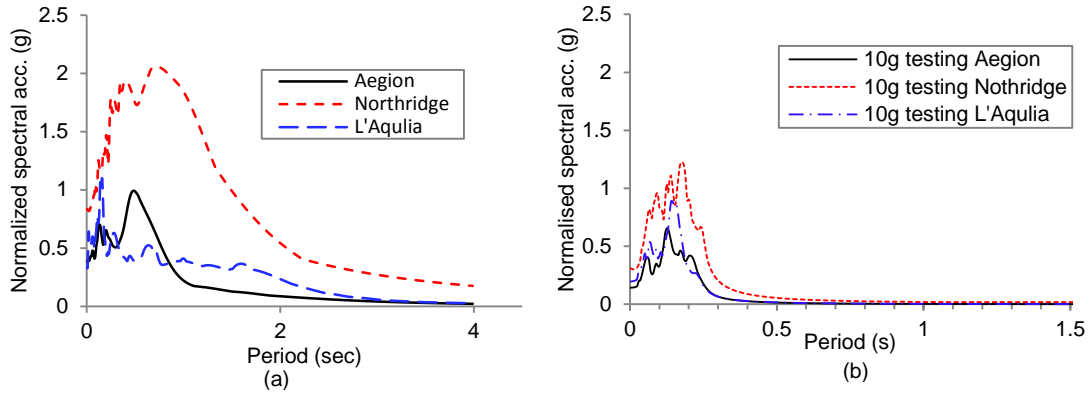 Normalized spectral acc. (g)
2.5
2
1.5
1
0.5
0
0
2
4
Period (sec)
(a)
Aegion
Northridge
L'Aqulia
Normalised spectral acc. (g)
2.5
2
1.5
1
0.5
0
0
0.5
1
1.5
Period (s)
(b)
10g testing Aegion
10g testing Nothridge
10g testing L'Aqulia